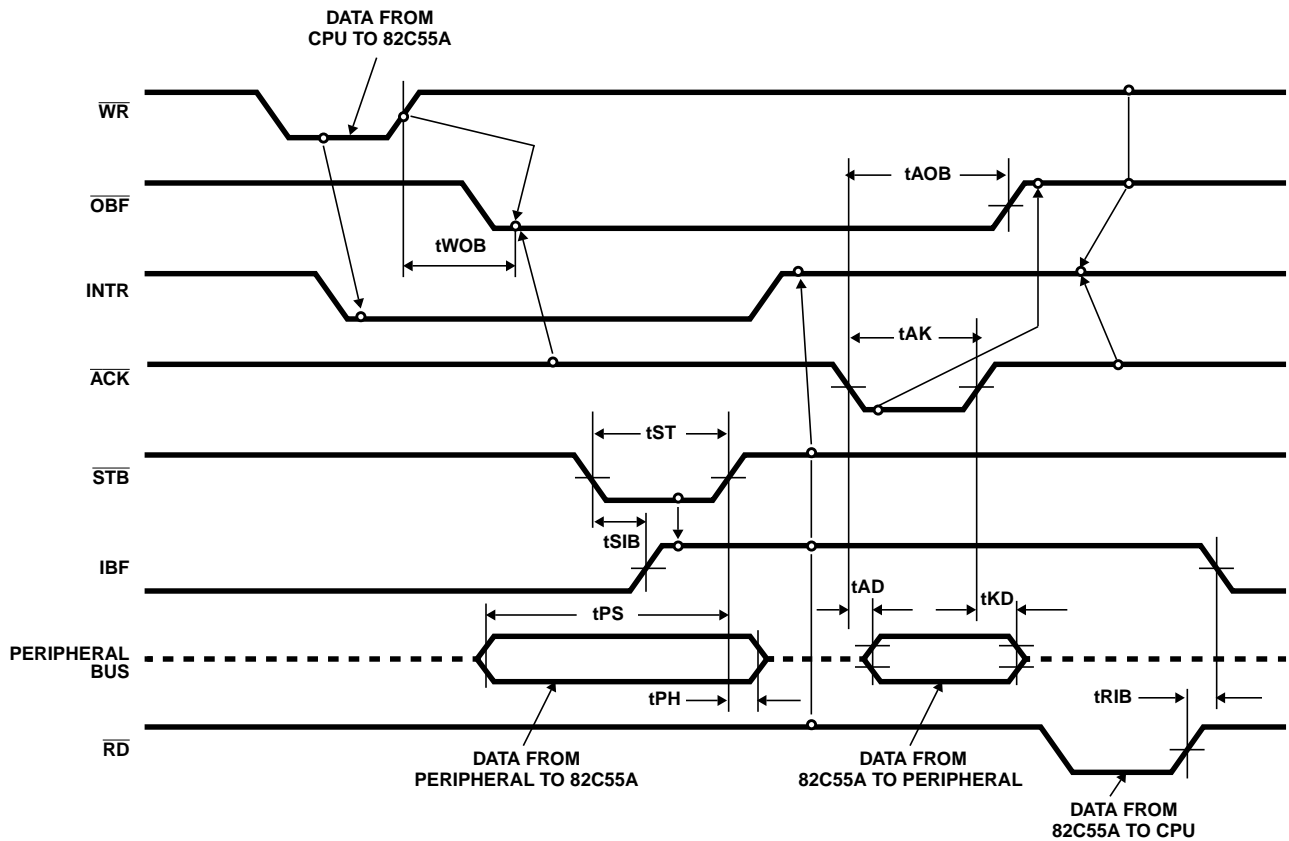 DATA FROM
CPU TO 82C55A
WR
tAOB
OBF
tWOB
INTR
tAK
ACK
tST
STB
tSIB
IBF
tAD
tKD
tPS
PERIPHERAL
BUS
tPH
tRIB
RD
DATA FROM
PERIPHERAL TO 82C55A
DATA FROM
82C55A TO PERIPHERAL
DATA FROM
82C55A TO CPU